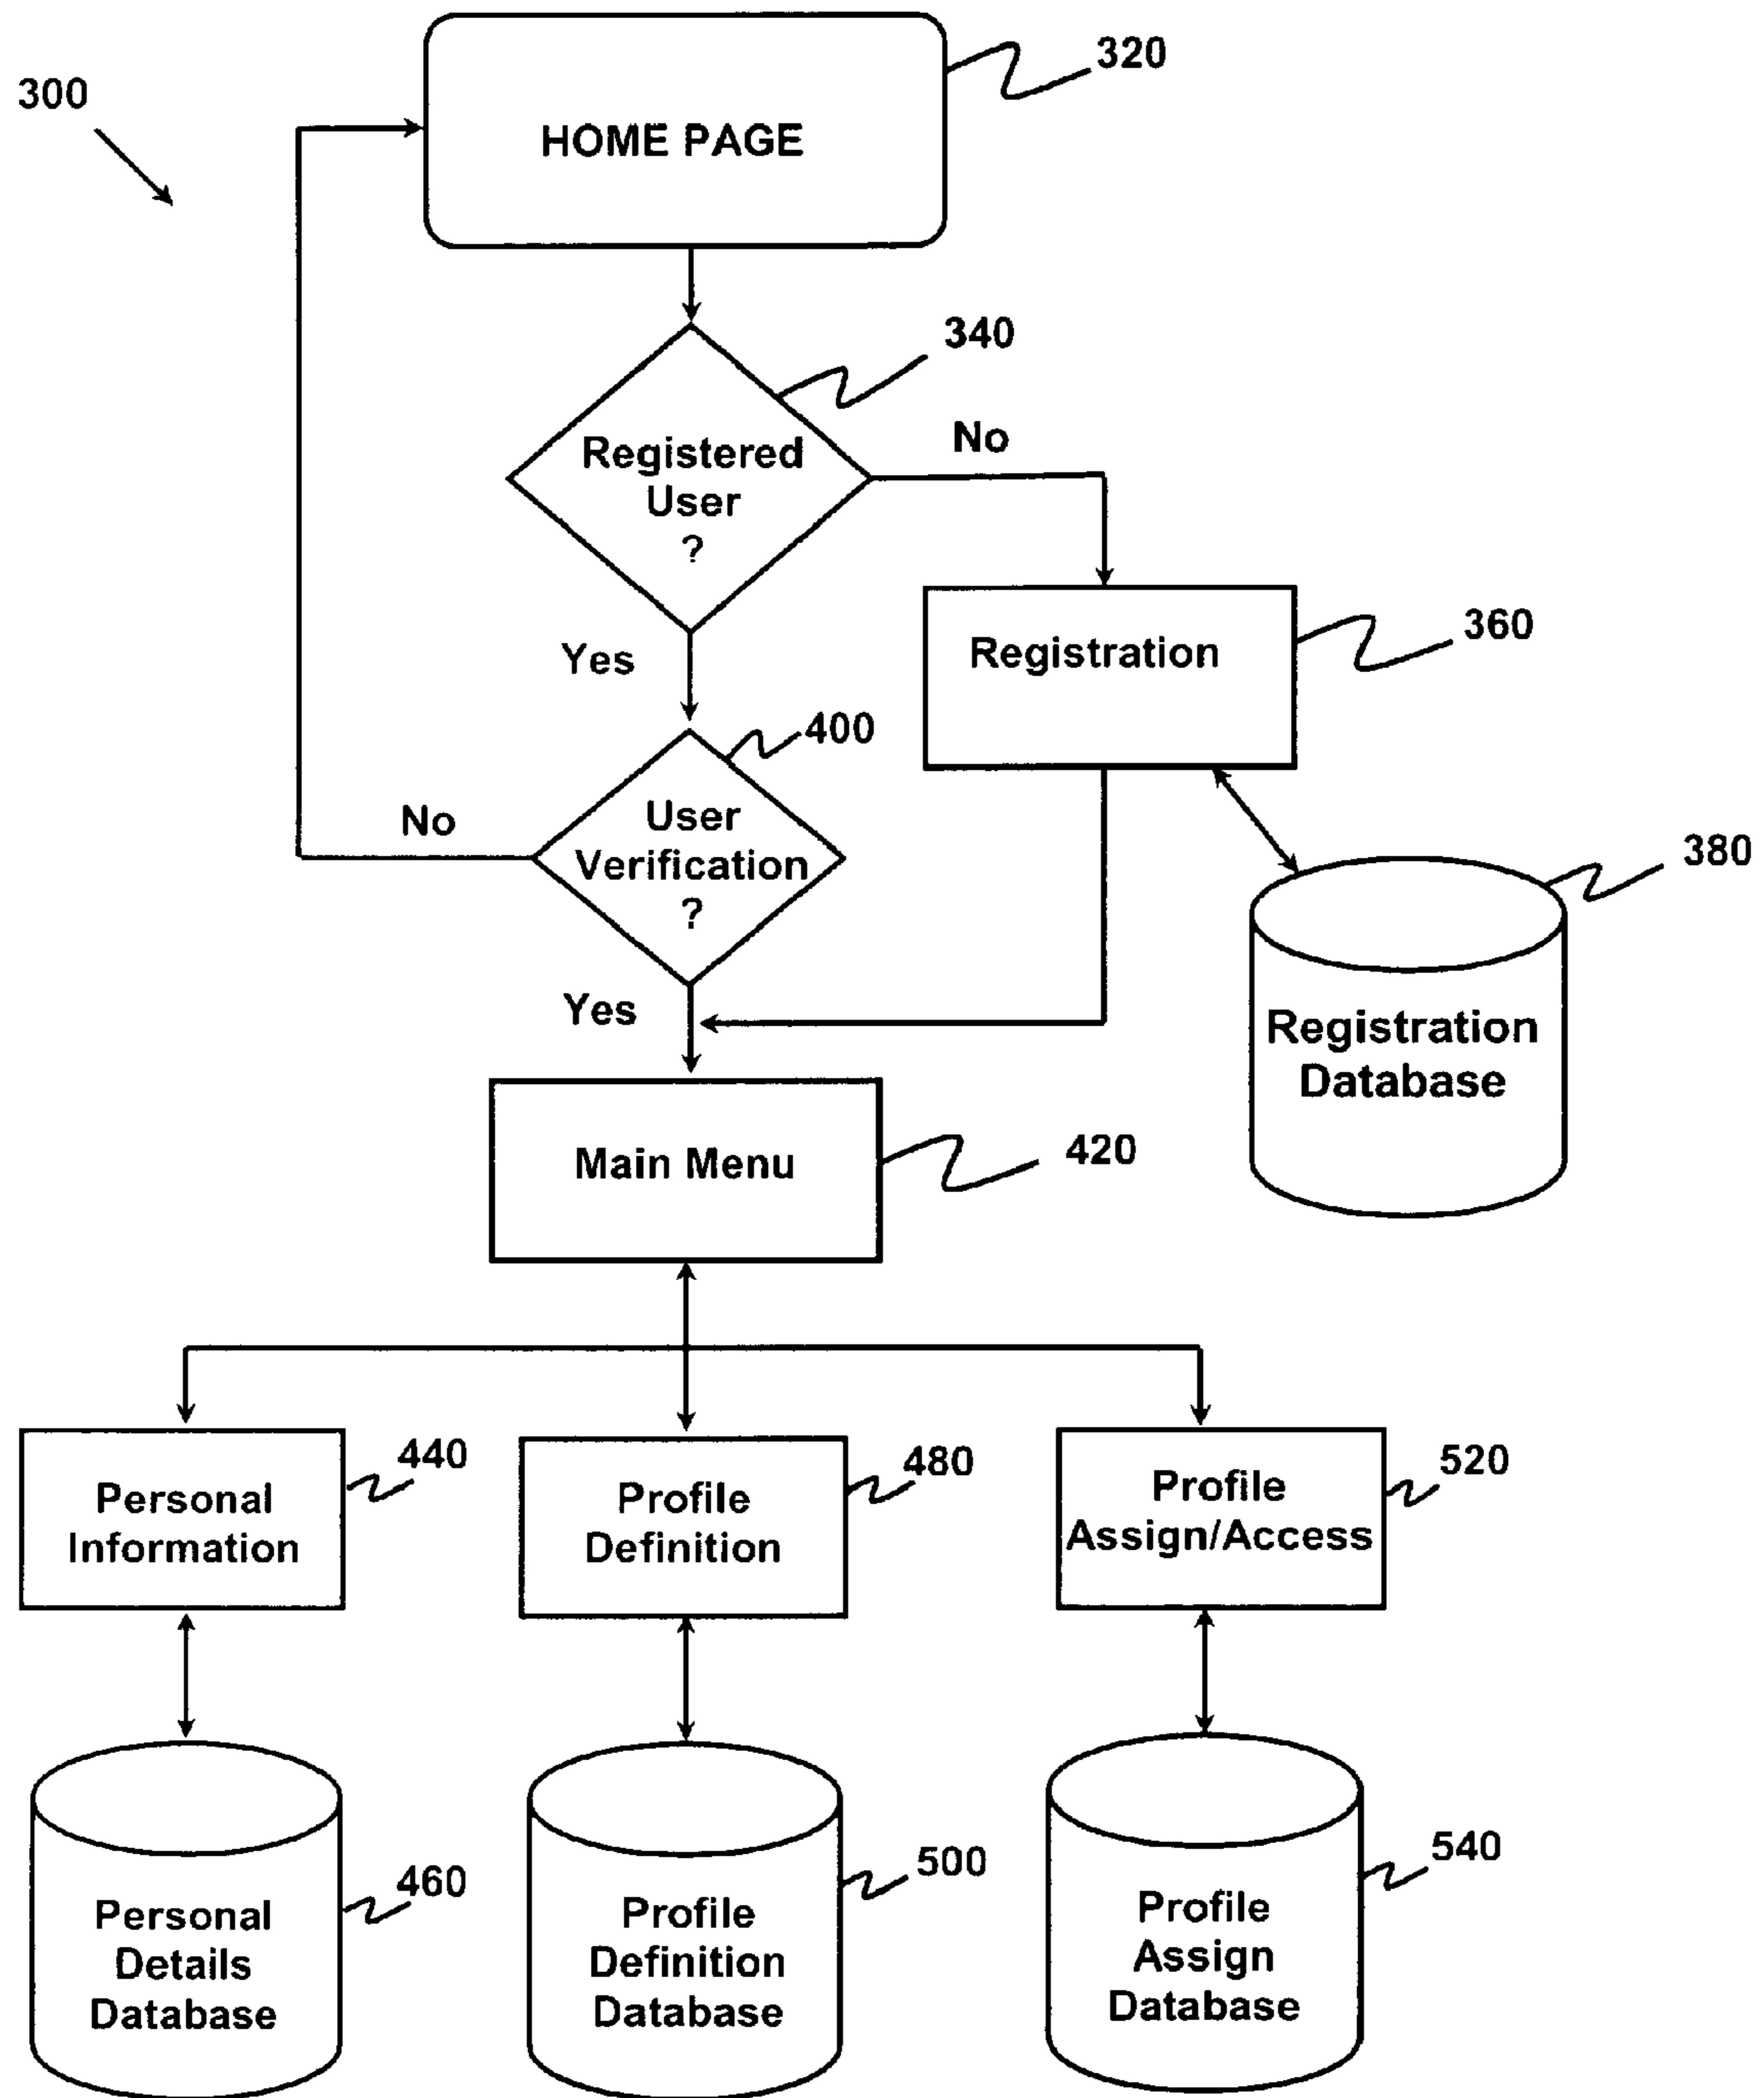 320
300
HOME PAGE
340
No
Registered
User
?
360
Registration
Yes
400
No
User
Verification
?
380
Yes
Registration
Database
Main Menu
420
440
480
520
Personal
Information
Profile
Definition
Profile
Assign/Access
460
500
540
Personal
Details
Database
Profile
Definition
Database
Profile
Assign
Database